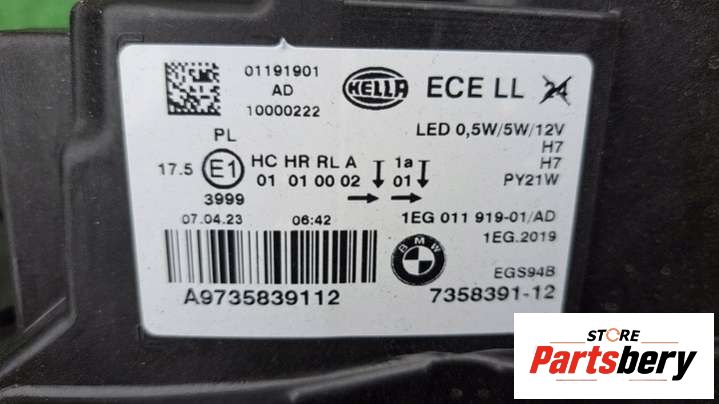 01191901
AD
10000222
HELLA
ECE LL 24
PL
LED 0,5W/5W/12V
H7
H7
PY21W
17.5 E1 HC HR RL A 1a
01 01 00 02 01
3999
07.04.23 06:42
1EG 011 919-01/AD
BMW
1EG.2019
EGS94B
A9735839112
7358391-12
STORE
Partsbery